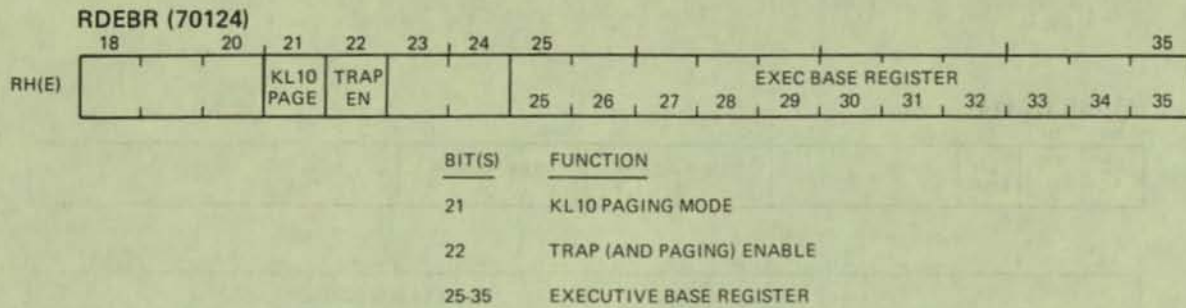 RDEBR (70124)
18 20 21 22 23 24 25 35
RH(E) KL10 PAGE TRAP EN EXEC BASE REGISTER
25 26 27 28 29 30 31 32 33 34 35
BIT(S) FUNCTION
21 KL10 PAGING MODE
22 TRAP (AND PAGING) ENABLE
25-35 EXECUTIVE BASE REGISTER